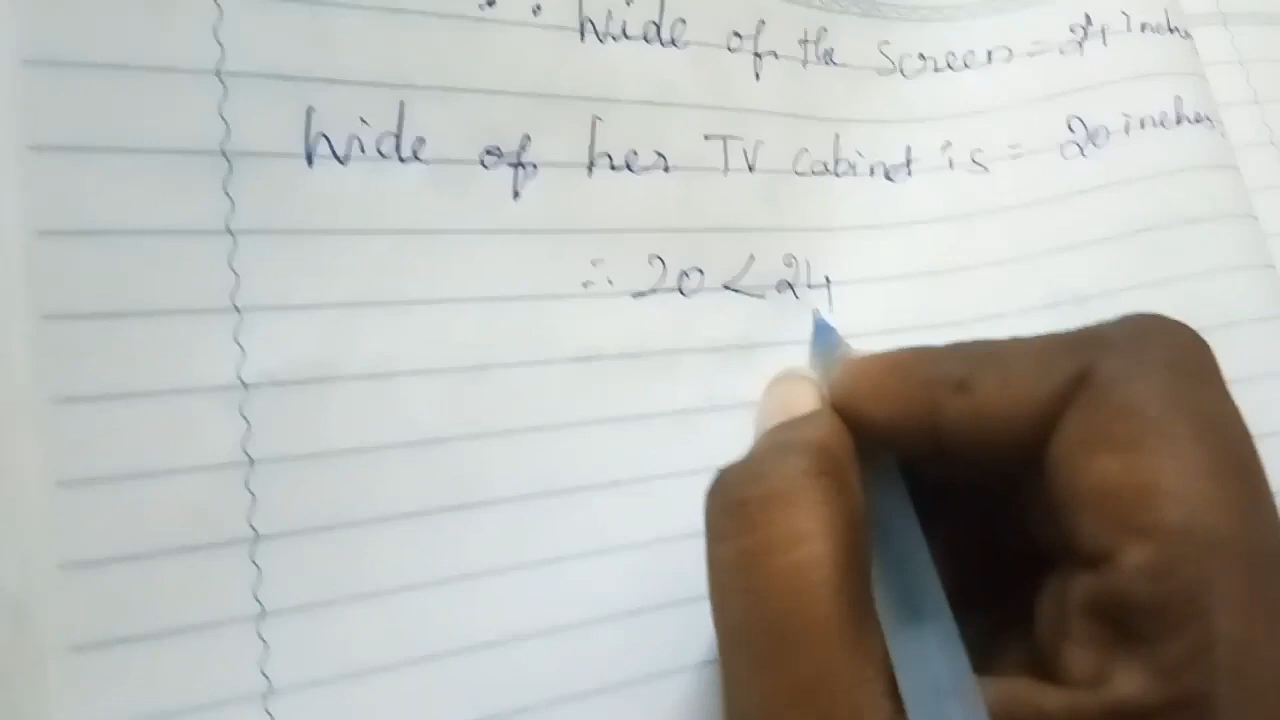 ∴ wide of the screen = 24 inches
wide of her TV cabinet is = 20 inches
∴ 20 < 24